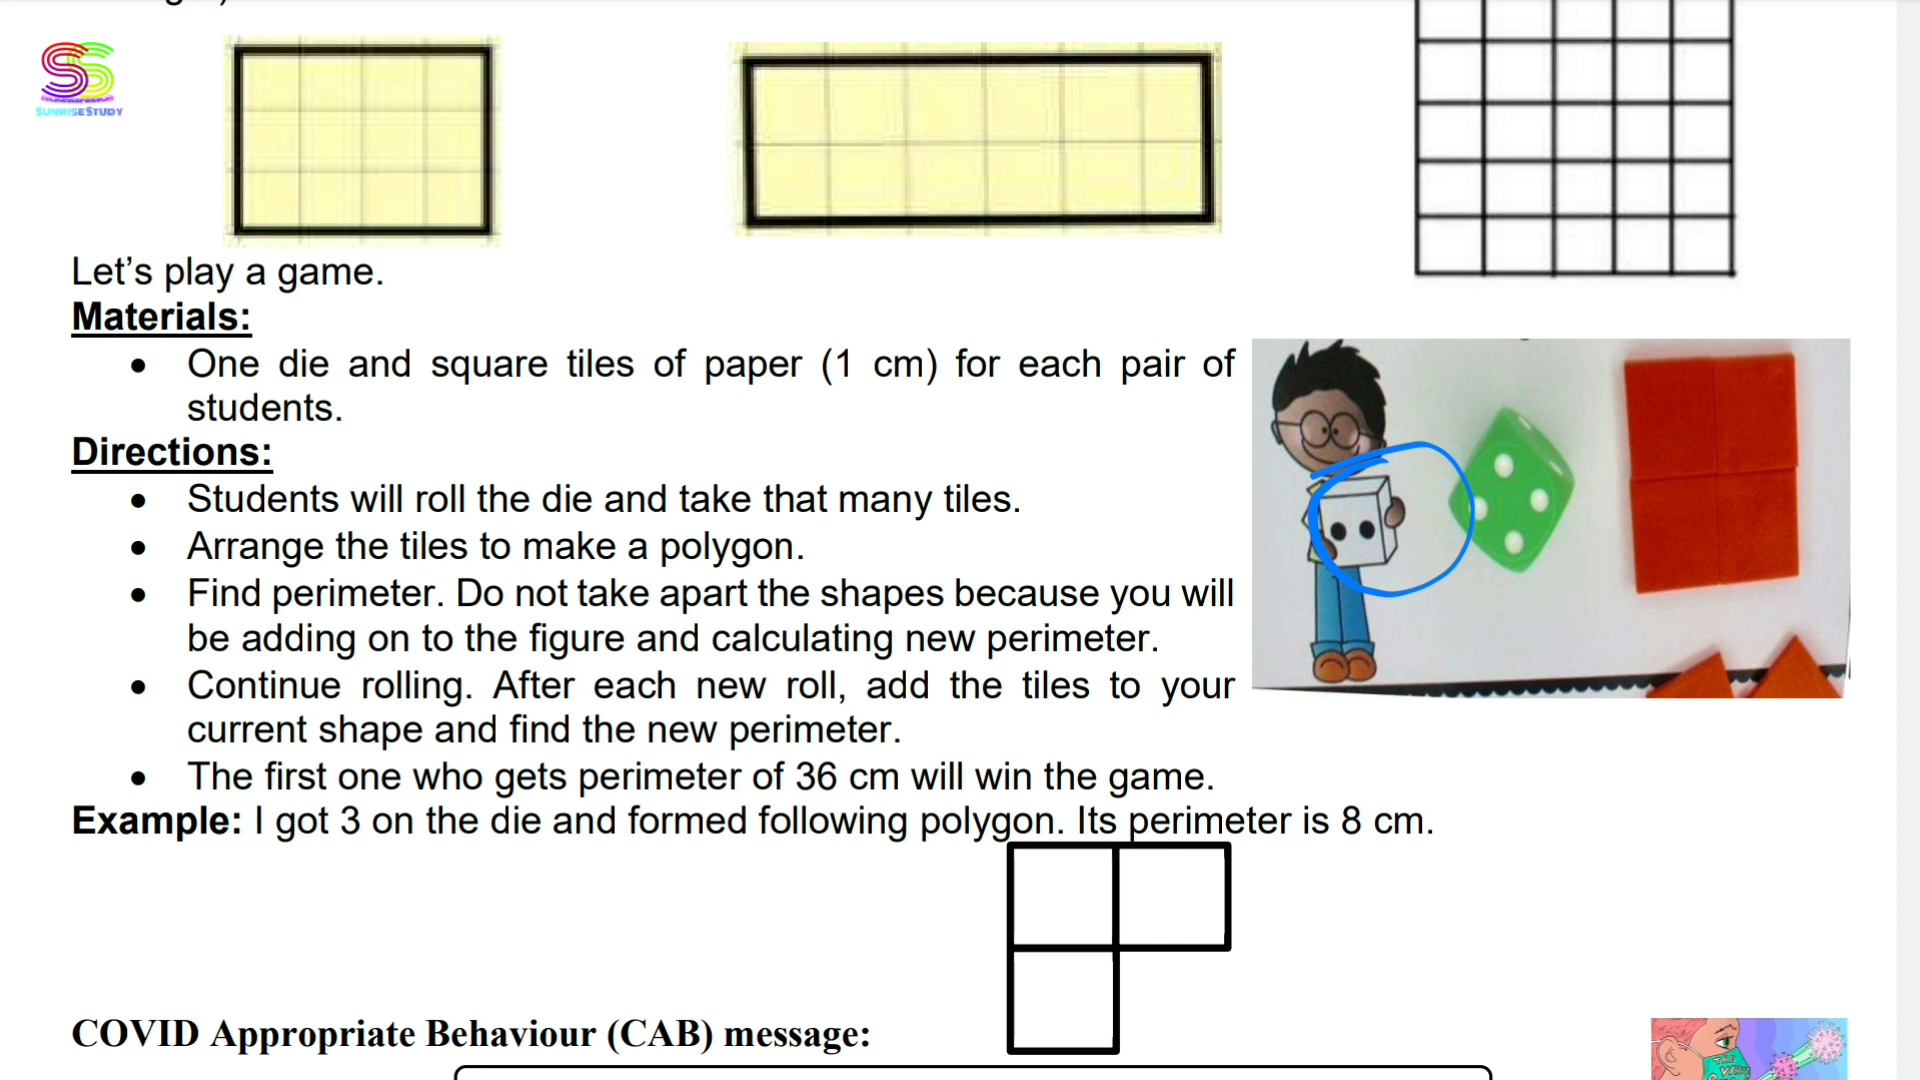 SUNRISE STUDY
Let’s play a game.
Materials:
• One die and square tiles of paper (1 cm) for each pair of
students.
Directions:
• Students will roll the die and take that many tiles.
• Arrange the tiles to make a polygon.
• Find perimeter. Do not take apart the shapes because you will
be adding on to the figure and calculating new perimeter.
• Continue rolling. After each new roll, add the tiles to your
current shape and find the new perimeter.
• The first one who gets perimeter of 36 cm will win the game.
Example: I got 3 on the die and formed following polygon. Its perimeter is 8 cm.
COVID Appropriate Behaviour (CAB) message: